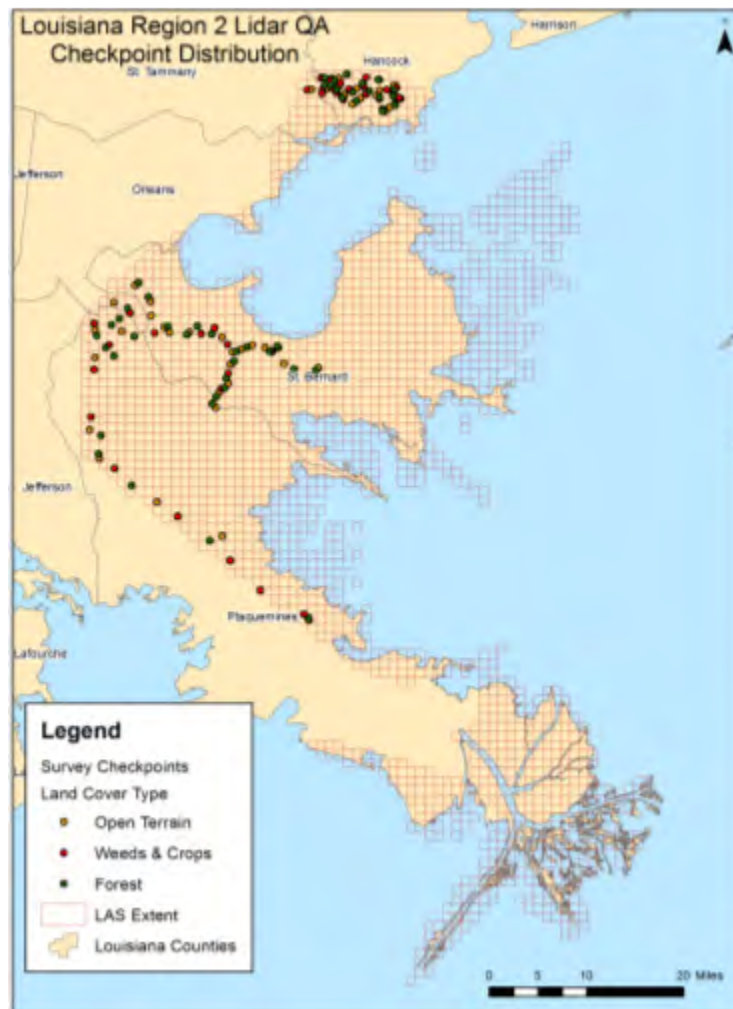 Louisiana Region 2 Lidar QA
Checkpoint Distribution
Harrison
Hancock
St. Tammany
Jefferson
Orleans
St. Bernard
Jefferson
Plaquemines
Lafourche
Legend
Survey Checkpoints
Land Cover Type
Open Terrain
Weeds & Crops
Forest
LAS Extent
Louisiana Counties
0 5 10 20 Miles